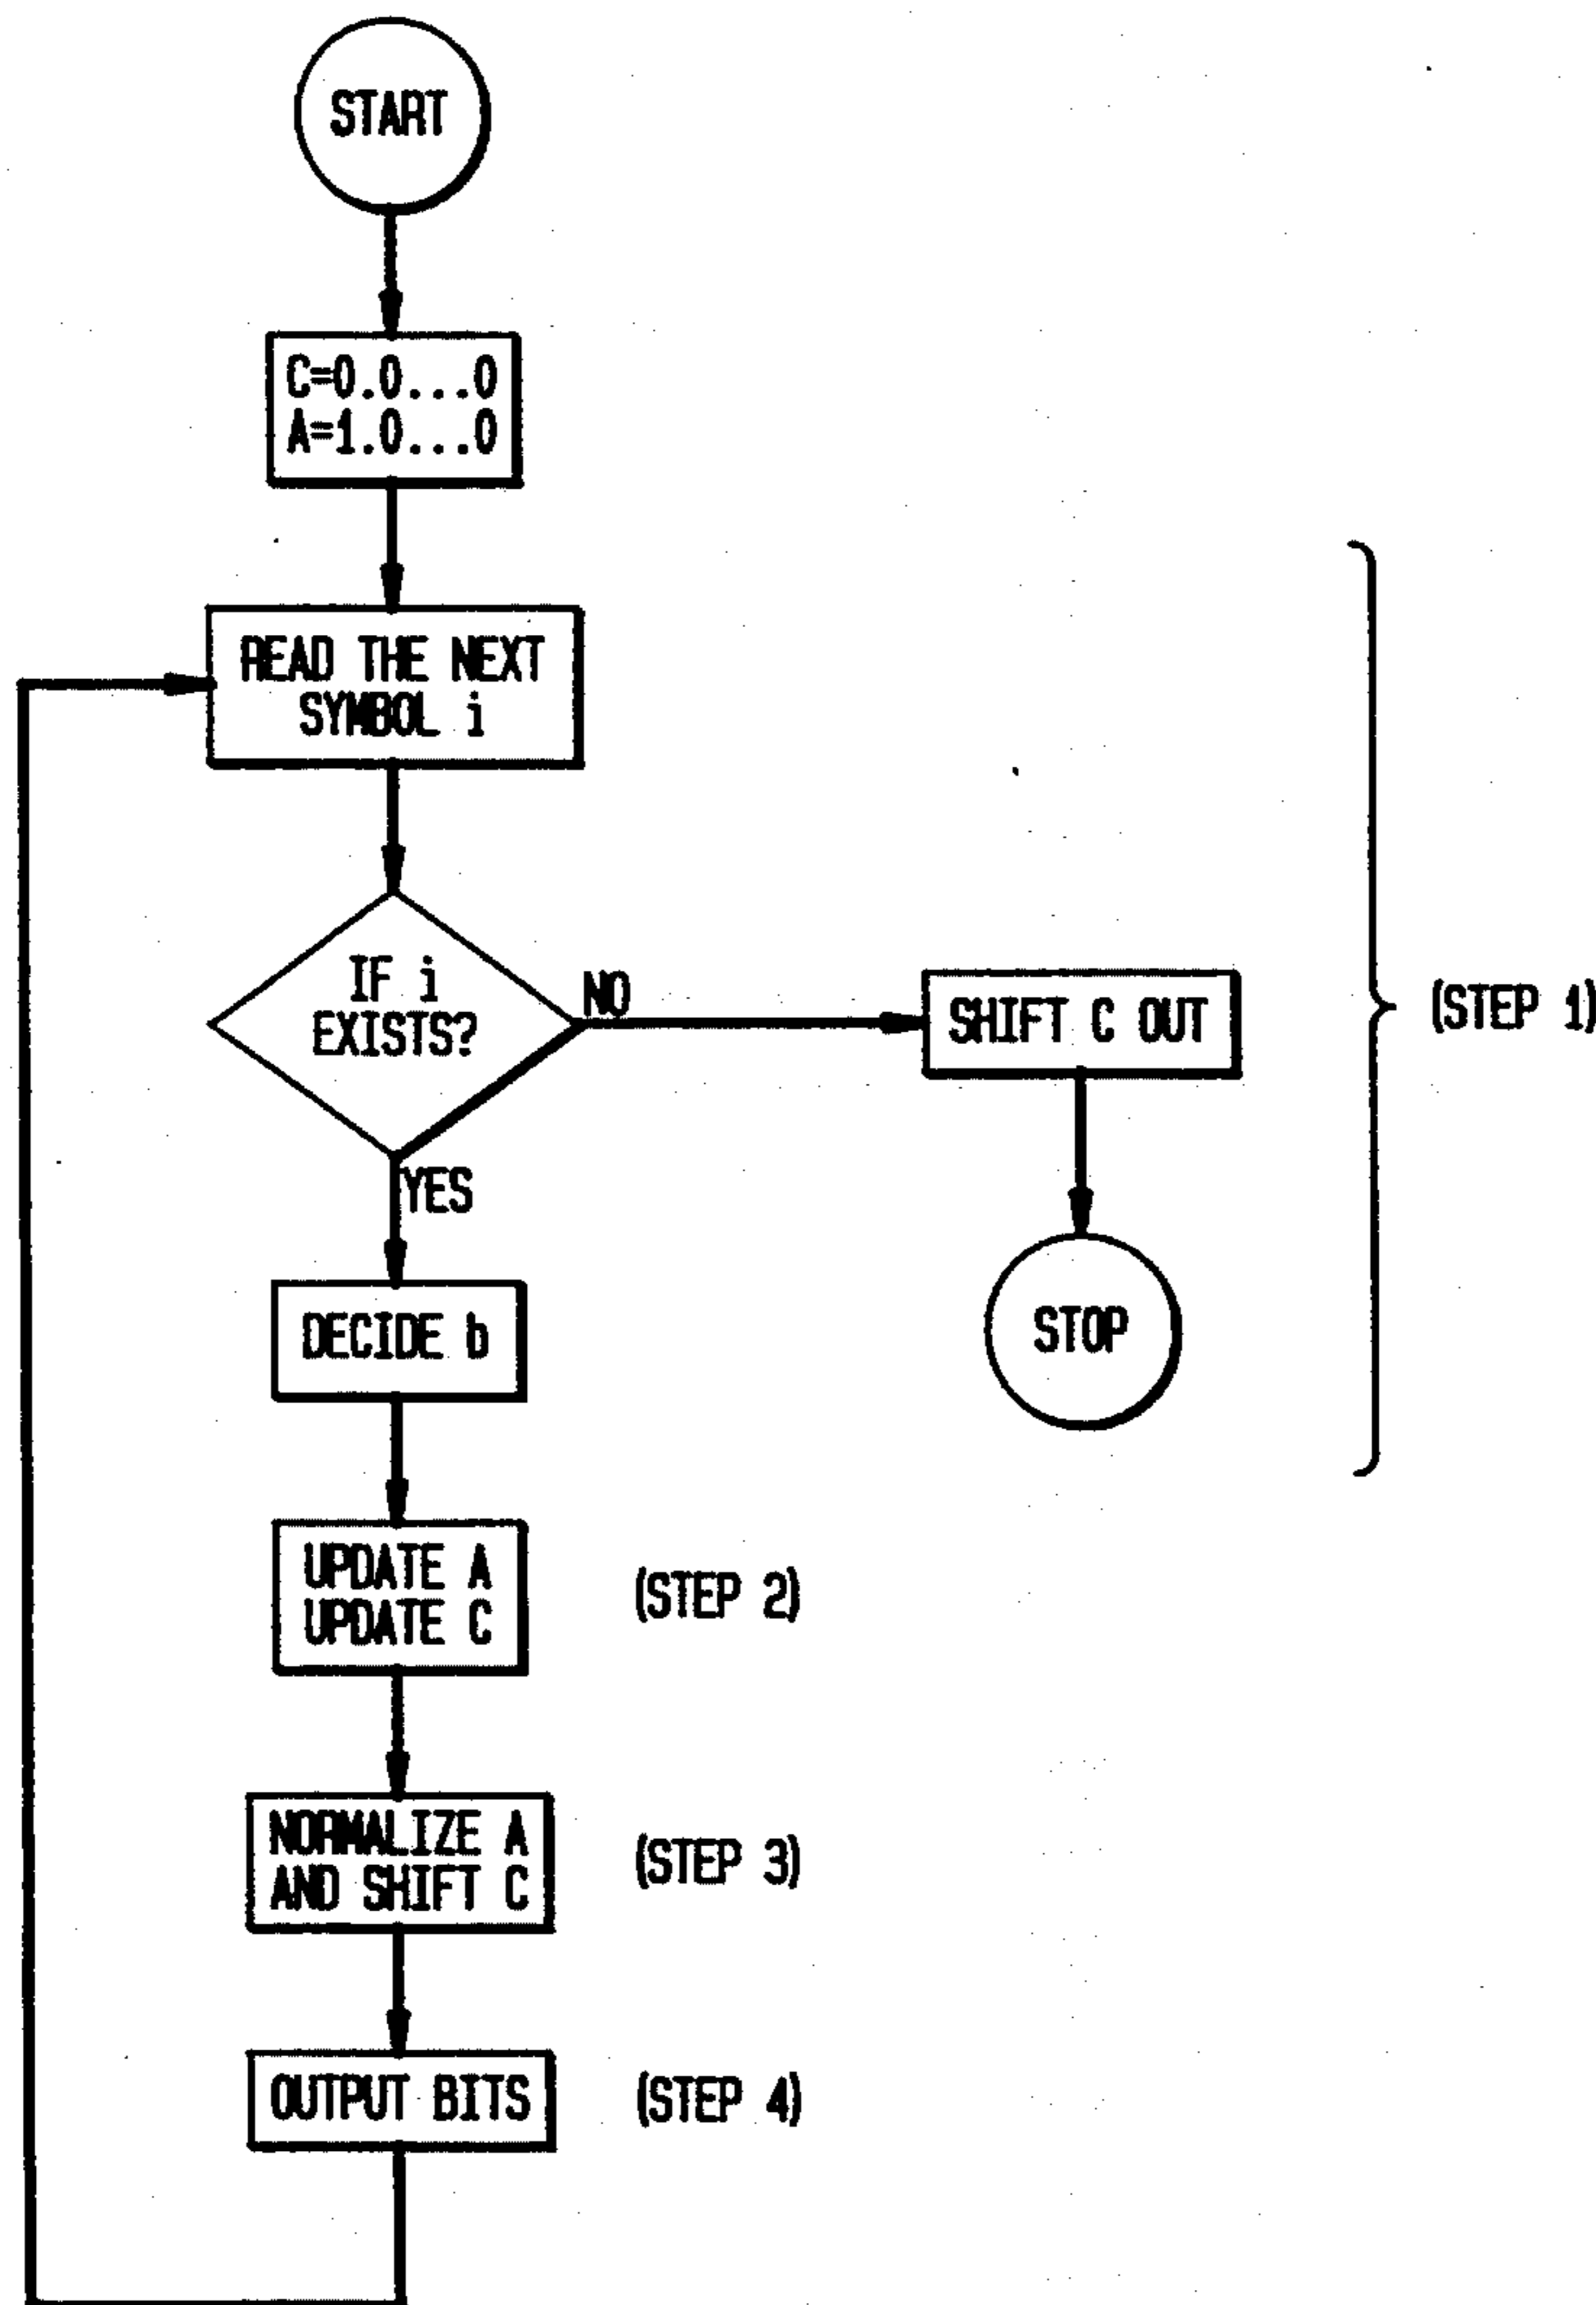 START
C=0.0...0
A=1.0...0
READ THE NEXT
SYMBOL i
IF i
EXISTS?
NO
SHIFT C OUT
(STEP 1)
YES
DECIDE b
STOP
UPDATE A
UPDATE C
(STEP 2)
NORMALIZE A
AND SHIFT C
(STEP 3)
OUTPUT BITS
(STEP 4)